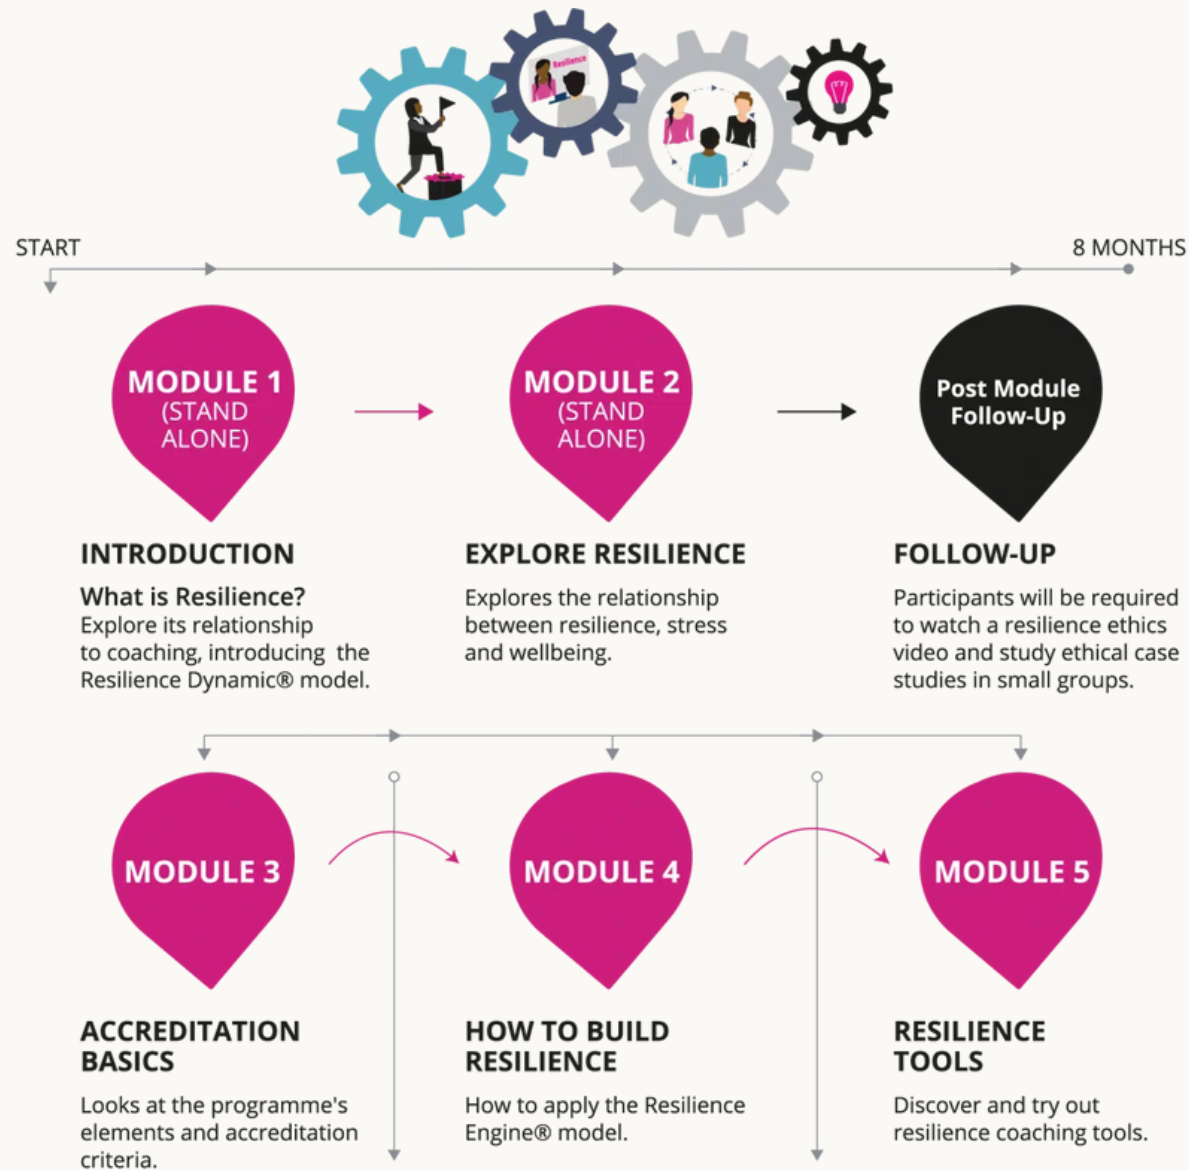 Resilience
START
8 MONTHS
MODULE 1
(STAND
ALONE)
MODULE 2
(STAND
ALONE)
Post Module
Follow-Up
INTRODUCTION
What is Resilience?
Explore its relationship
to coaching, introducing the
Resilience Dynamic® model.
EXPLORE RESILIENCE
Explores the relationship
between resilience, stress
and wellbeing.
FOLLOW-UP
Participants will be required
to watch a resilience ethics
video and study ethical case
studies in small groups.
MODULE 3
MODULE 4
MODULE 5
ACCREDITATION
BASICS
Looks at the programme's
elements and accreditation
criteria.
HOW TO BUILD
RESILIENCE
How to apply the Resilience
Engine® model.
RESILIENCE
TOOLS
Discover and try out
resilience coaching tools.